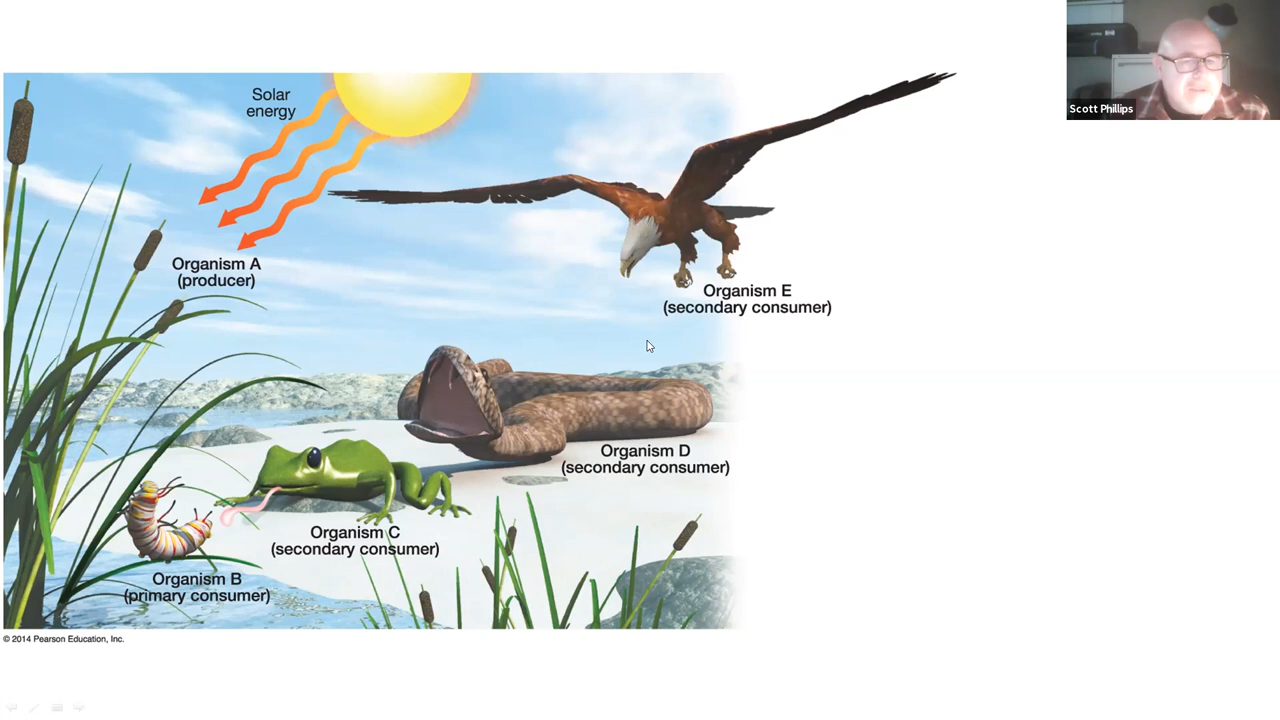 Scott Phillips
Solar
energy
Organism A
(producer)
Organism E
(secondary consumer)
Organism D
(secondary consumer)
Organism C
(secondary consumer)
Organism B
(primary consumer)
© 2014 Pearson Education, Inc.